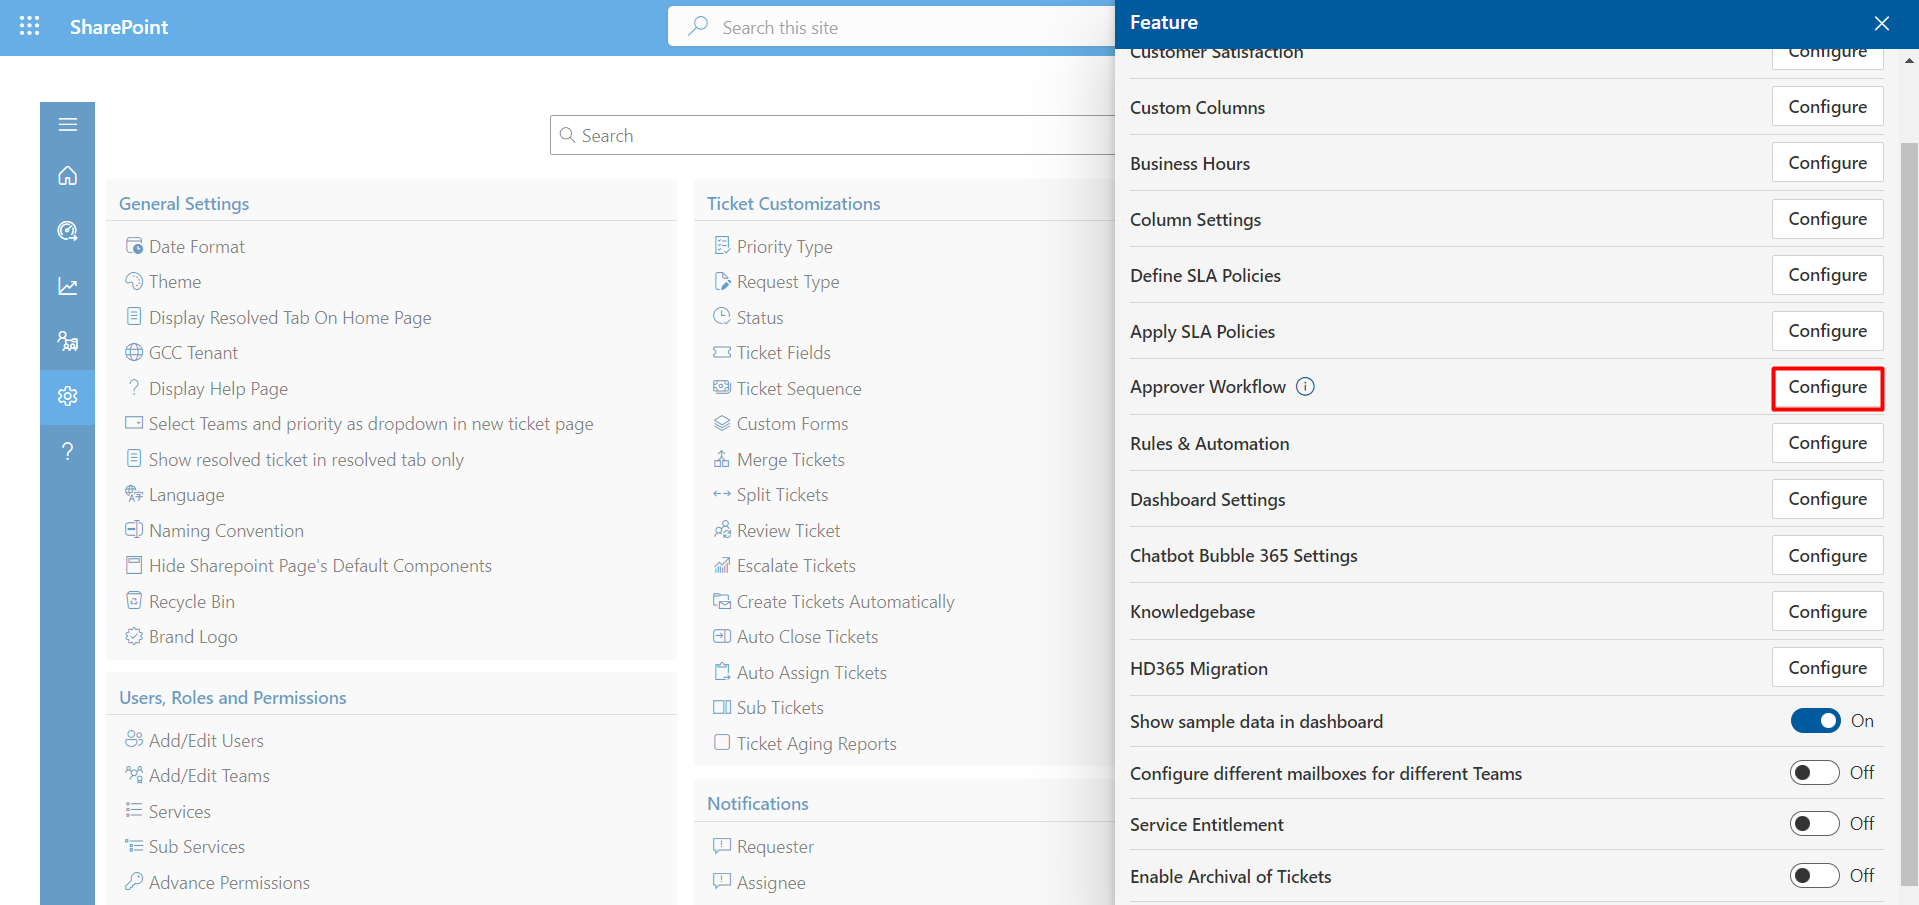 SharePoint
Search this site
Search
General Settings
Date Format
Theme
Display Resolved Tab On Home Page
GCC Tenant
Display Help Page
Select Teams and priority as dropdown in new ticket page
Show resolved ticket in resolved tab only
Language
Naming Convention
Hide Sharepoint Page's Default Components
Recycle Bin
Brand Logo
Users, Roles and Permissions
Add/Edit Users
Add/Edit Teams
Services
Sub Services
Advance Permissions
Ticket Customizations
Priority Type
Request Type
Status
Ticket Fields
Ticket Sequence
Custom Forms
Merge Tickets
Split Tickets
Review Ticket
Escalate Tickets
Create Tickets Automatically
Auto Close Tickets
Auto Assign Tickets
Sub Tickets
Ticket Aging Reports
Notifications
Requester
Assignee
Feature
Customer Satisfaction Configure
Custom Columns Configure
Business Hours Configure
Column Settings Configure
Define SLA Policies Configure
Apply SLA Policies Configure
Approver Workflow Configure
Rules & Automation Configure
Dashboard Settings Configure
Chatbot Bubble 365 Settings Configure
Knowledgebase Configure
HD365 Migration Configure
Show sample data in dashboard On
Configure different mailboxes for different Teams Off
Service Entitlement Off
Enable Archival of Tickets Off